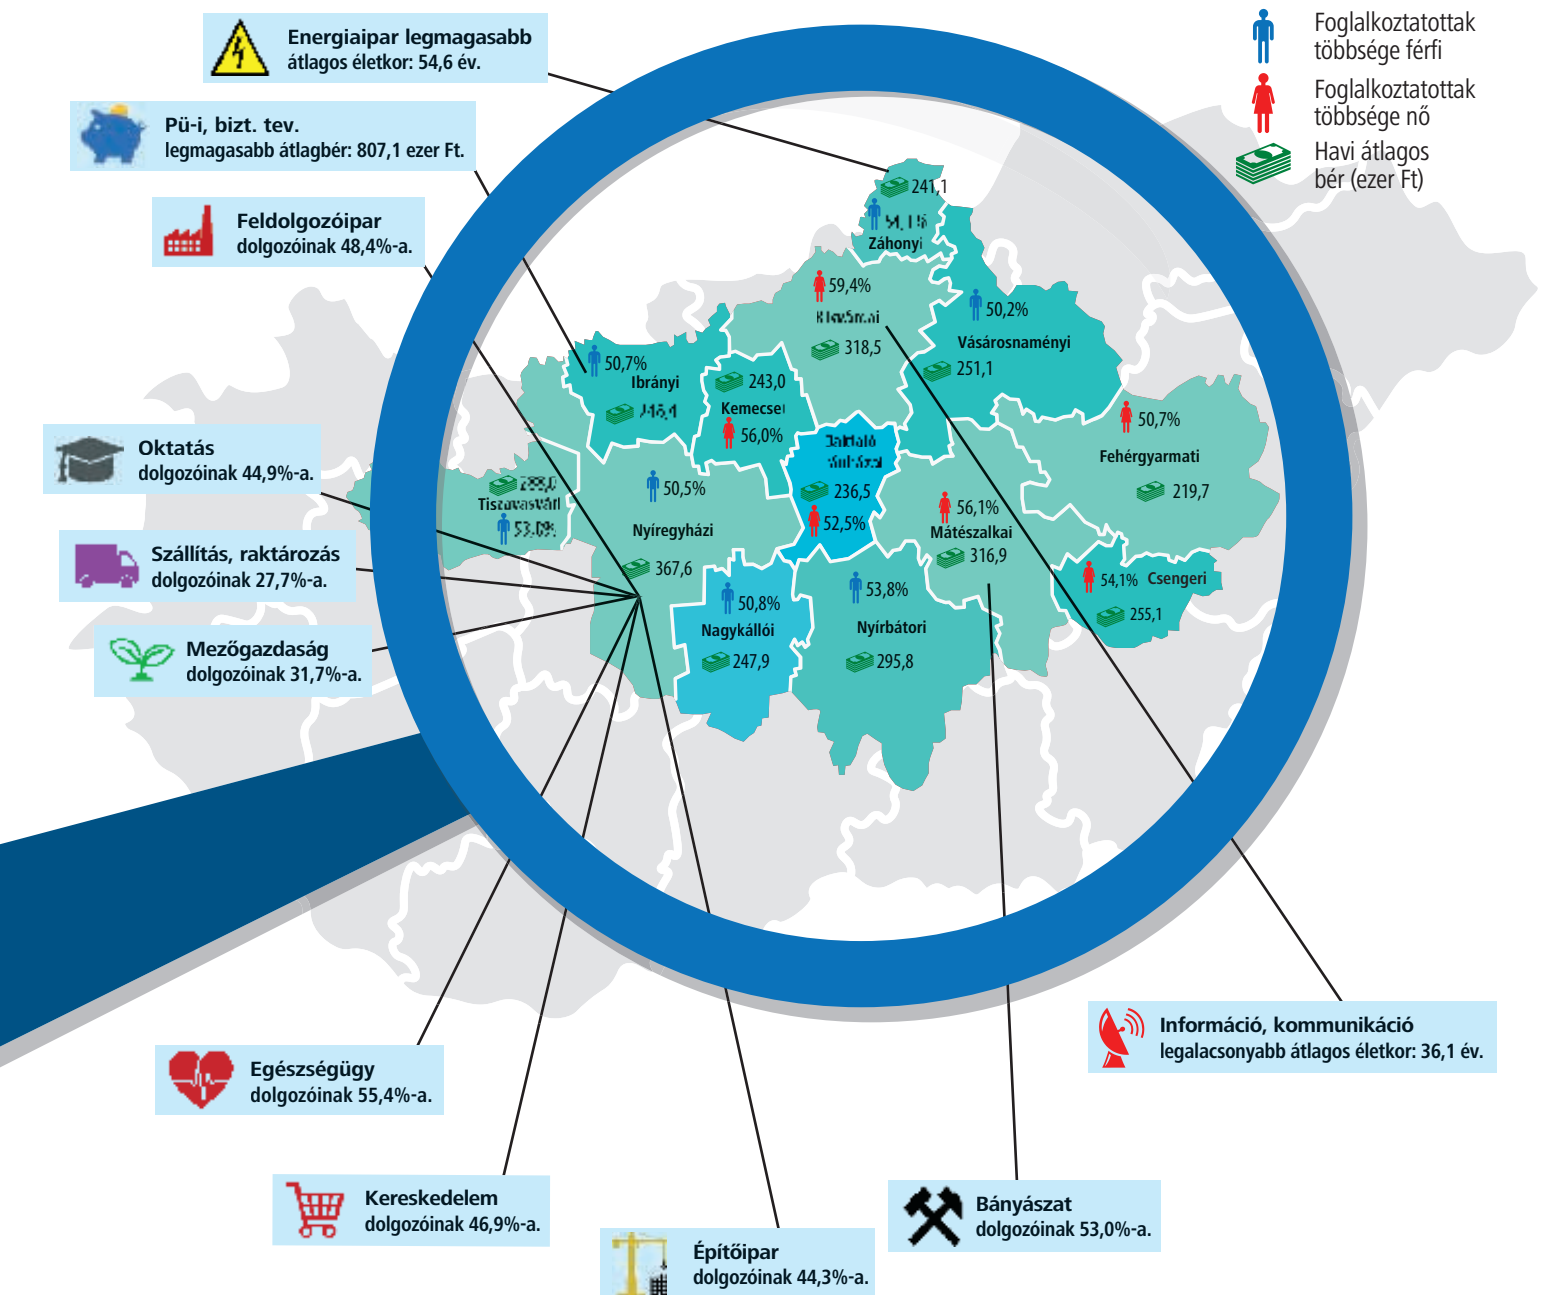 Energiaipar legmagasabb
átlagos életkor: 54,6 év.
Pü-i, bizt. tev.
legmagasabb átlagbér: 807,1 ezer Ft.
Feldolgozóipar
dolgozóinak 48,4%-a.
Oktatás
dolgozóinak 44,9%-a.
Szállítás, raktározás
dolgozóinak 27,7%-a.
Mezőgazdaság
dolgozóinak 31,7%-a.
Foglalkoztatottak
többsége férfi
Foglalkoztatottak
többsége nő
Havi átlagos
bér (ezer Ft)
241,1
Záhonyi
59,4%
318,5
50,2%
Vásárosnaményi
251,1
50,7%
Ibrányi
243,0
Kemecsei
56,0%
50,7%
Fehérgyarmati
219,7
236,5
52,5%
50,5%
Nyíregyházi
367,6
56,1%
Mátészalkai
316,9
54,1% Csengeri
255,1
50,8%
Nagykállói
247,9
53,8%
Nyírbátori
295,8
Információ, kommunikáció
legalacsonyabb átlagos életkor: 36,1 év.
Egészségügy
dolgozóinak 55,4%-a.
Kereskedelem
dolgozóinak 46,9%-a.
Építőipar
dolgozóinak 44,3%-a.
Bányászat
dolgozóinak 53,0%-a.